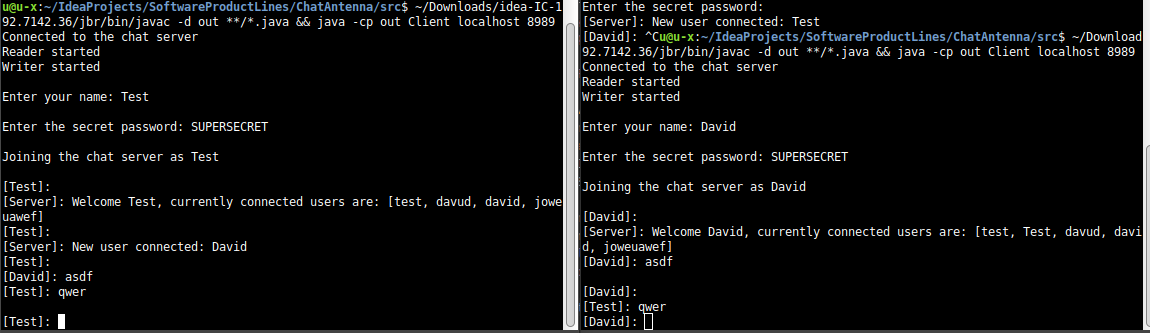 u@u-x:~/IdeaProjects/SoftwareProductLines/ChatAntenna/src$ ~/Downloads/idea-IC-1
92.7142.36/jbr/bin/javac -d out **/*.java && java -cp out Client localhost 8989
Connected to the chat server
Reader started
Writer started
Enter your name: Test
Enter the secret password: SUPERSECRET
Joining the chat server as Test
[Test]:
[Server]: Welcome Test, currently connected users are: [test, davud, david, jowe
uawef]
[Test]:
[Server]: New user connected: David
[Test]:
[David]: asdf
[Test]: qwer
[Test]:
Enter the secret password:
[Server]: New user connected: Test
[David]: ^Cu@u-x:~/IdeaProjects/SoftwareProductLines/ChatAntenna/src$ ~/Download
92.7142.36/jbr/bin/javac -d out **/*.java && java -cp out Client localhost 8989
Connected to the chat server
Reader started
Writer started
Enter your name: David
Enter the secret password: SUPERSECRET
Joining the chat server as David
[David]:
[Server]: Welcome David, currently connected users are: [test, Test, davud, davi
d, joweuawef]
[David]: asdf
[David]:
[Test]: qwer
[David]: